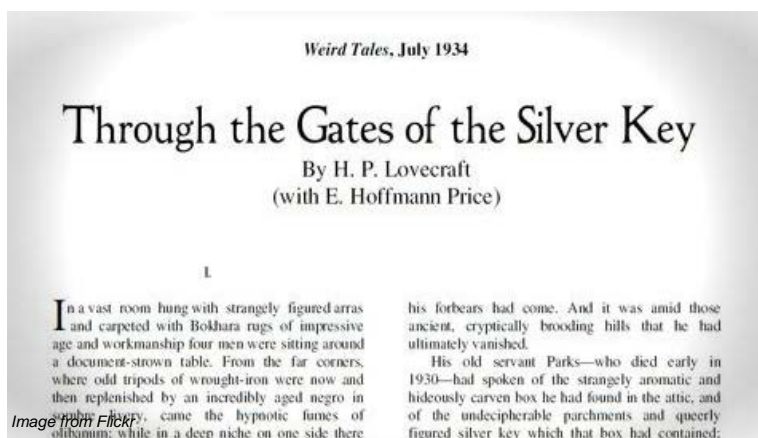 Weird Tales, July 1934
Through the Gates of the Silver Key
By H. P. Lovecraft
(with E. Hoffmann Price)
I.
In a vast room hung with strangely figured arras
and carpeted with Bokhara rugs of impressive
age and workmanship four men were sitting around
a document-strown table. From the far corners,
where odd tripods of wrought-iron were now and
then replenished by an incredibly aged negro in
sombre livery, came the hypnotic fumes of
olibanum; while in a deep niche on one side there
his forbears had come. And it was amid those
ancient, cryptically brooding hills that he had
ultimately vanished.
His old servant Parks—who died early in
1930—had spoken of the strangely aromatic and
hideously carven box he had found in the attic, and
of the undecipherable parchments and queerly
figured silver key which that box had contained;
Image from Flickr